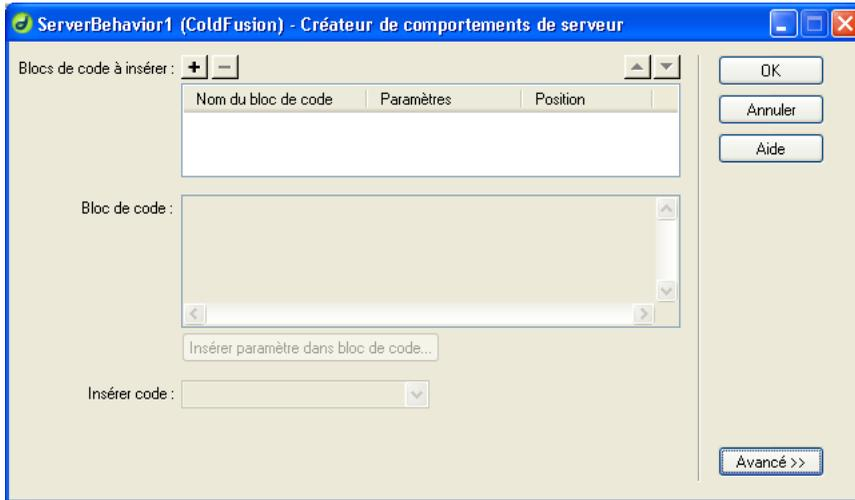 ServerBehavior1 (ColdFusion) - Créateur de comportements de serveur
Blocs de code à insérer :
Nom du bloc de code Paramètres Position
Bloc de code :
Insérer paramètre dans bloc de code...
Insérer code :
OK
Annuler
Aide
Avancé >>